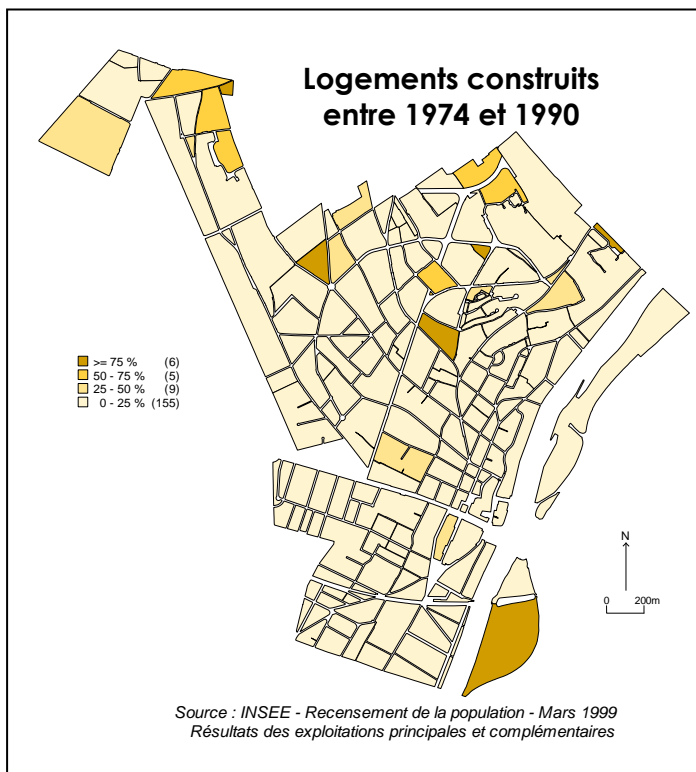 Logements construits
entre 1974 et 1990
>= 75 % (6)
50 - 75 % (5)
25 - 50 % (9)
0 - 25 % (155)
N
0 200m
Source : INSEE - Recensement de la population - Mars 1999
Résultats des exploitations principales et complémentaires